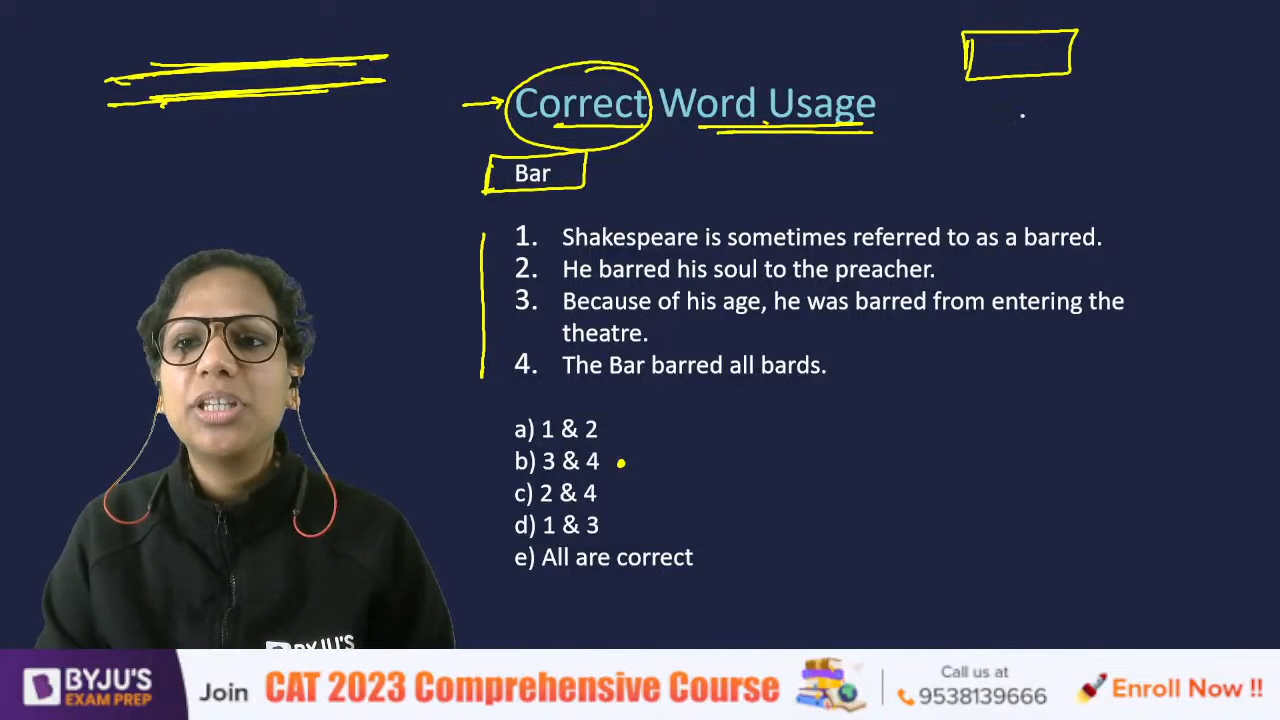 Correct Word Usage
Bar
1. Shakespeare is sometimes referred to as a barred.
2. He barred his soul to the preacher.
3. Because of his age, he was barred from entering the
theatre.
4. The Bar barred all bards.
a) 1 & 2
b) 3 & 4
c) 2 & 4
d) 1 & 3
e) All are correct
BYJU'S
BYJU'S
EXAM PREP
Join CAT 2023 Comprehensive Course
Call us at
9538139666
Enroll Now !!